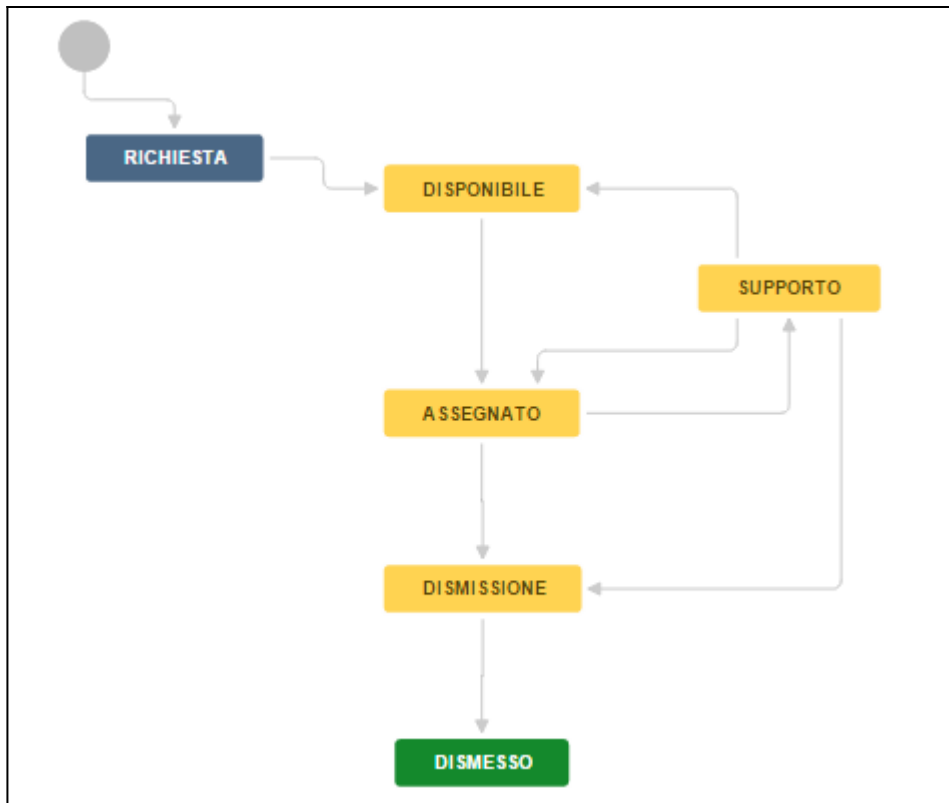 RICHIESTA
DISPONIBILE
SUPPORTO
ASSEGNATO
DISMISSIONE
DISMESSO